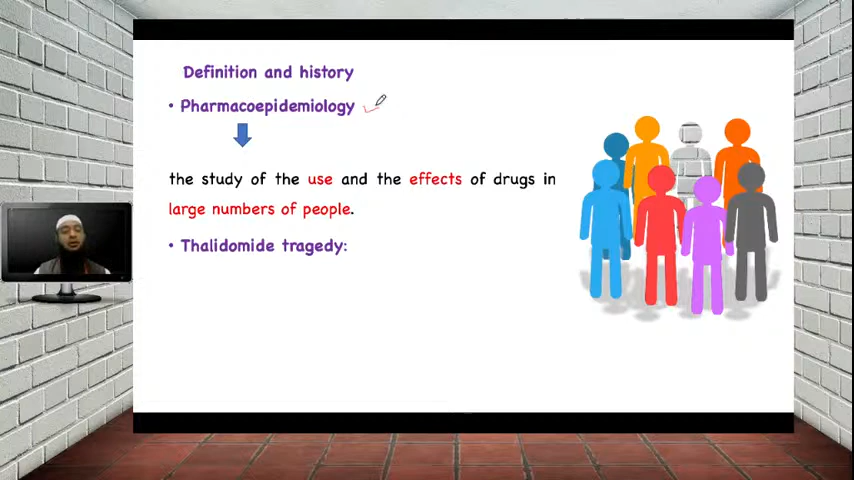 Definition and history
• Pharmacoepidemiology
the study of the use and the effects of drugs in
large numbers of people.
• Thalidomide tragedy: